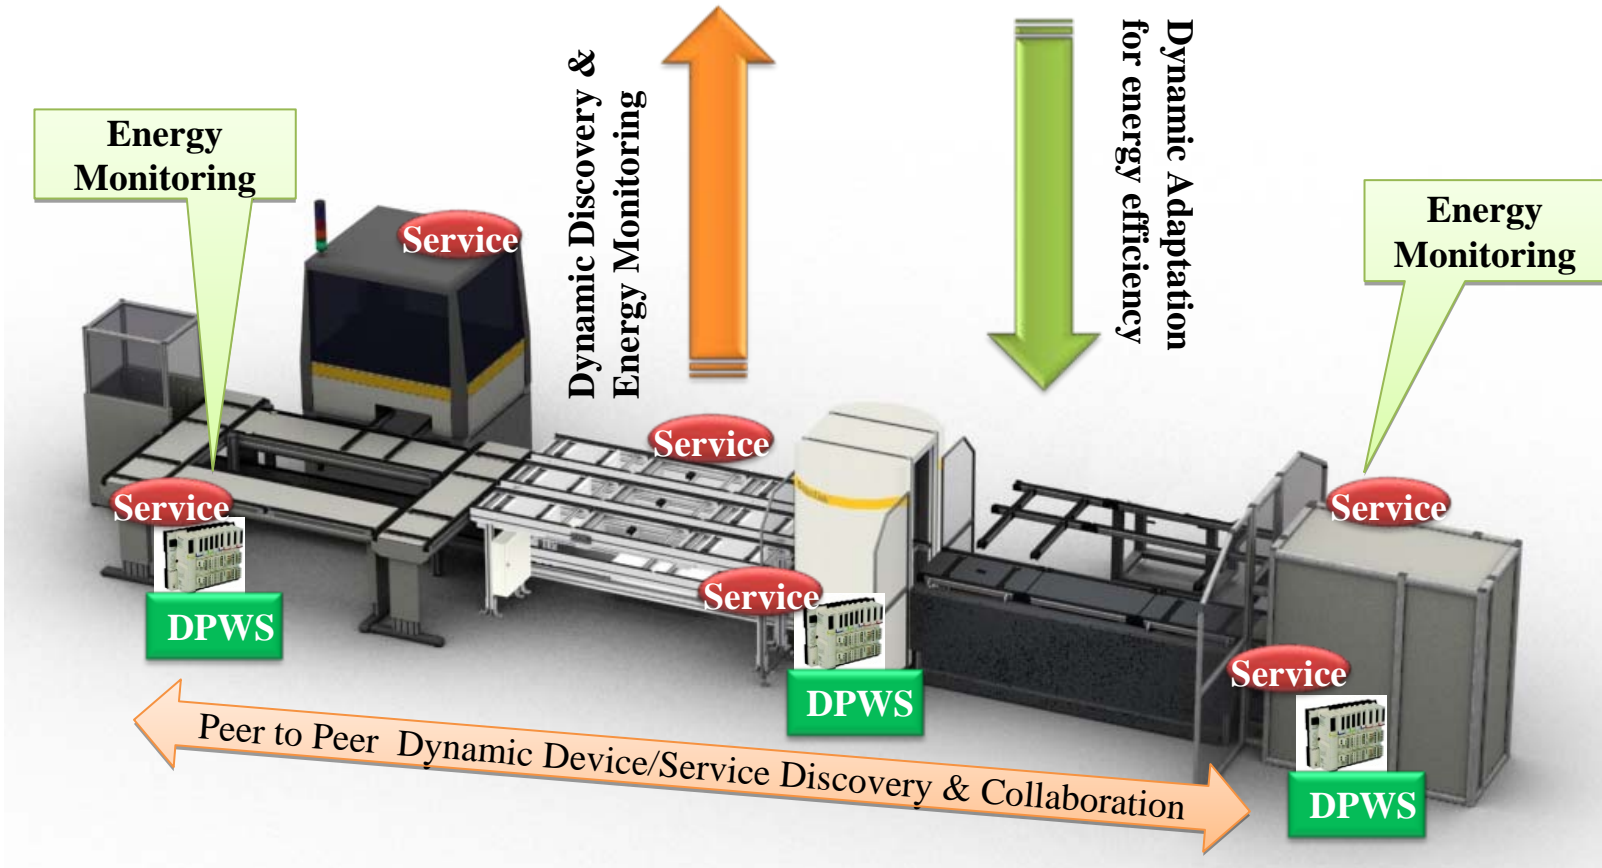 Dynamic Discovery &
Energy Monitoring
Dynamic Adaptation
for energy efficiency
Energy
Monitoring
Energy
Monitoring
Service
Service
Service
Service
Service
Service
DPWS
DPWS
DPWS
Peer to Peer Dynamic Device/Service Discovery & Collaboration